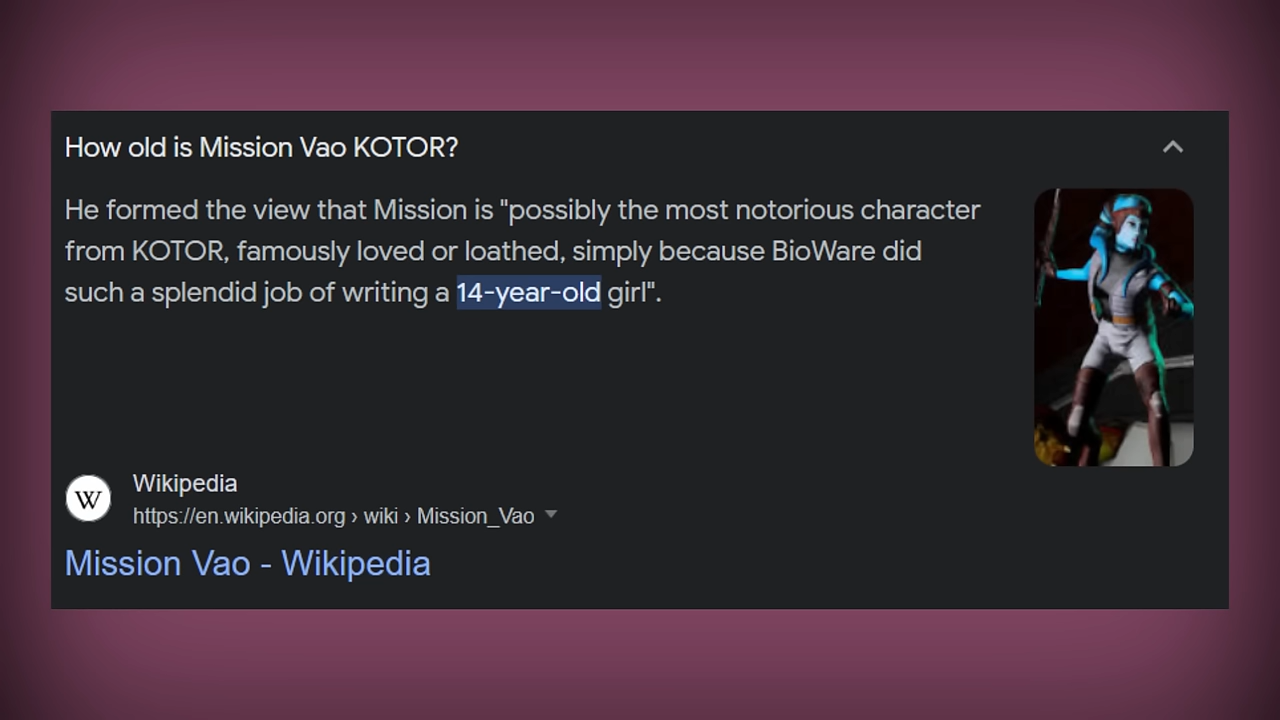 How old is Mission Vao KOTOR?
He formed the view that Mission is "possibly the most notorious character
from KOTOR, famously loved or loathed, simply because BioWare did
such a splendid job of writing a 14-year-old girl".
W
Wikipedia
https://en.wikipedia.org › wiki › Mission_Vao
Mission Vao - Wikipedia